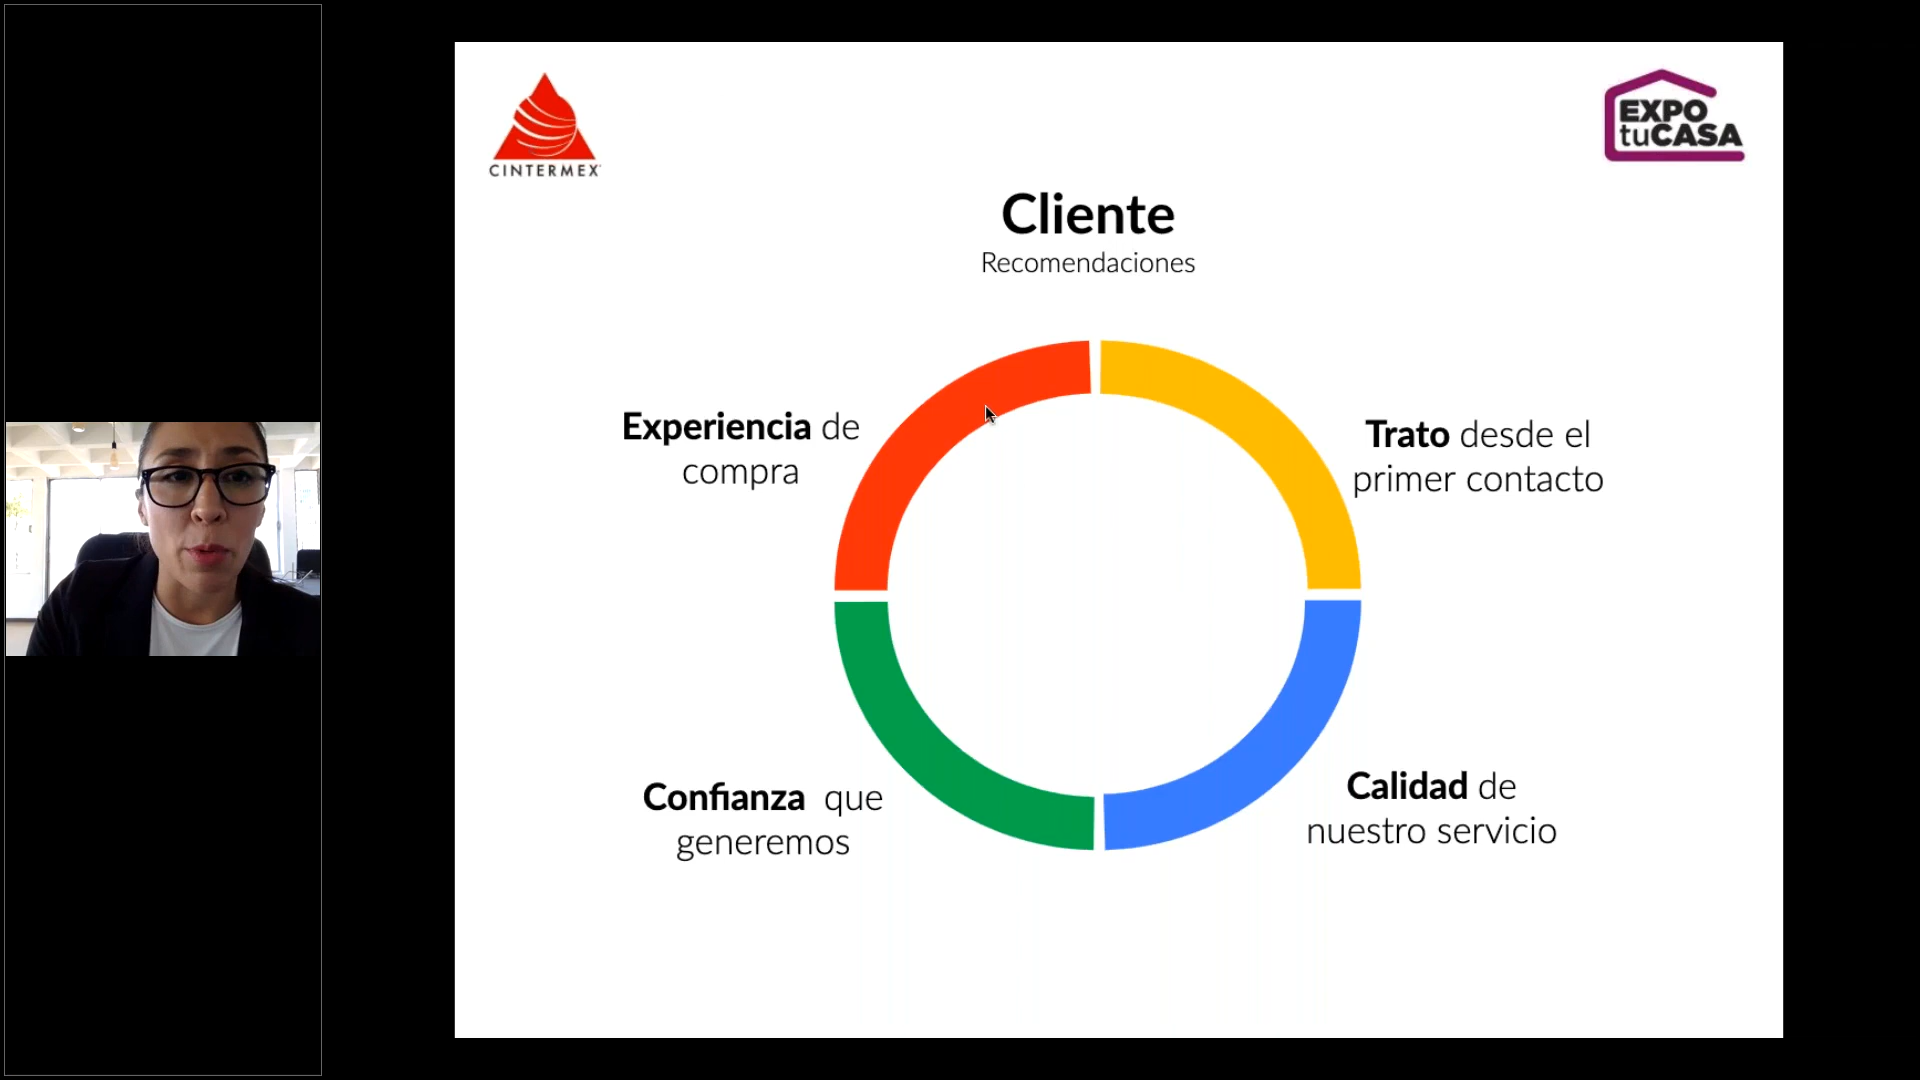 CINTERMEX
EXPO
tuCASA
Cliente
Recomendaciones
Experiencia de
compra
Trato desde el
primer contacto
Confianza que
generemos
Calidad de
nuestro servicio